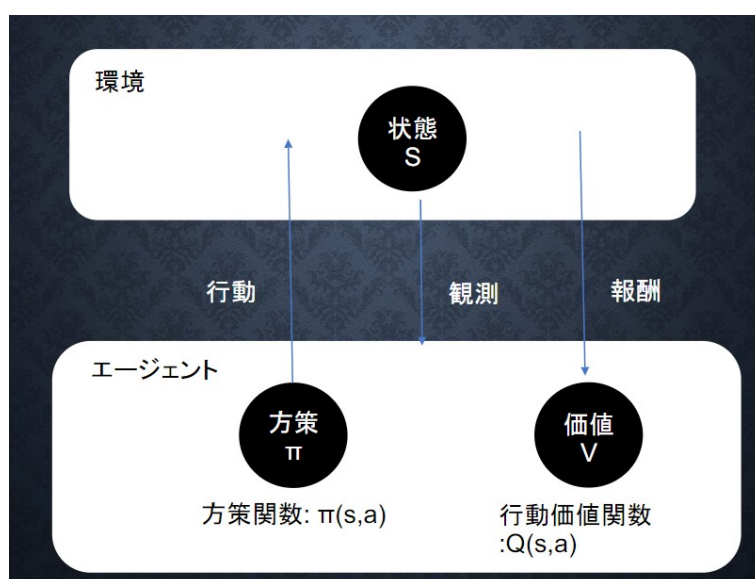 環境
状態
S
行動
観測
報酬
エージェント
方策
π
価値
V
方策関数: π(s,a)
行動価値関数
:Q(s,a)